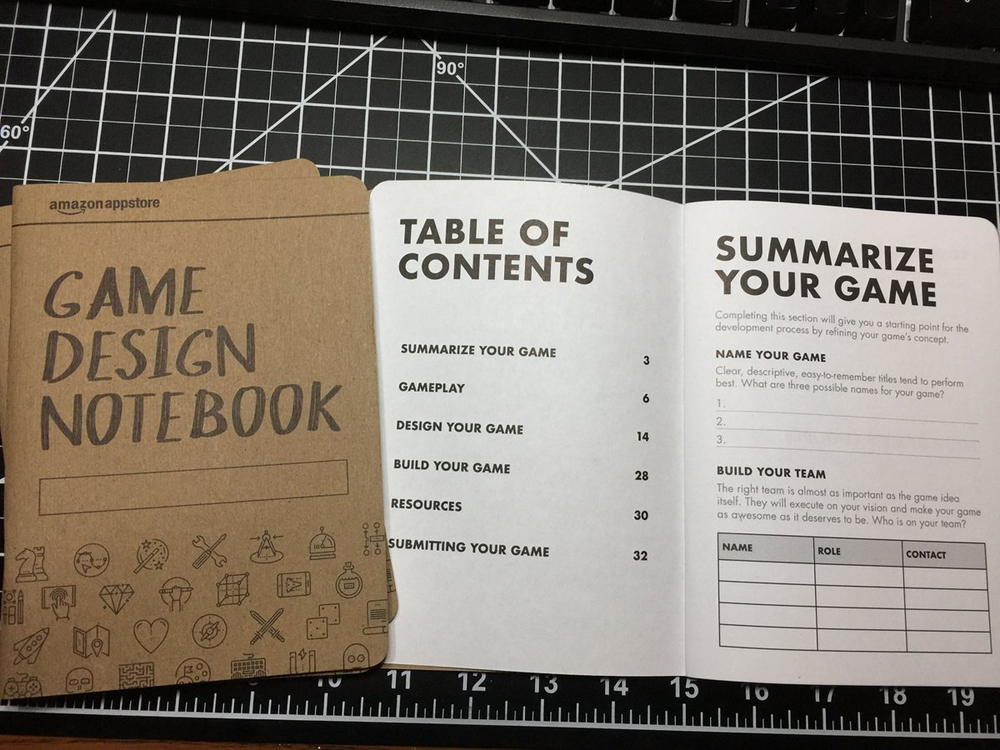 90°
60°
amazon appstore
GAME
DESIGN
NOTEBOOK
TABLE OF
CONTENTS
SUMMARIZE YOUR GAME 3
GAMEPLAY 6
DESIGN YOUR GAME 14
BUILD YOUR GAME 28
RESOURCES 30
SUBMITTING YOUR GAME 32
SUMMARIZE
YOUR GAME
Completing this section will give you a starting point for the
development process by refining your game's concept.
NAME YOUR GAME
Clear, descriptive, easy-to-remember titles tend to perform
best. What are three possible names for your game?
1.
2.
3.
BUILD YOUR TEAM
The right team is almost as important as the game idea
itself. They will execute on your vision and make your game
as awesome as it deserves to be. Who is on your team?
NAME ROLE CONTACT
10 11 12 13 14 15 16 17 18 19